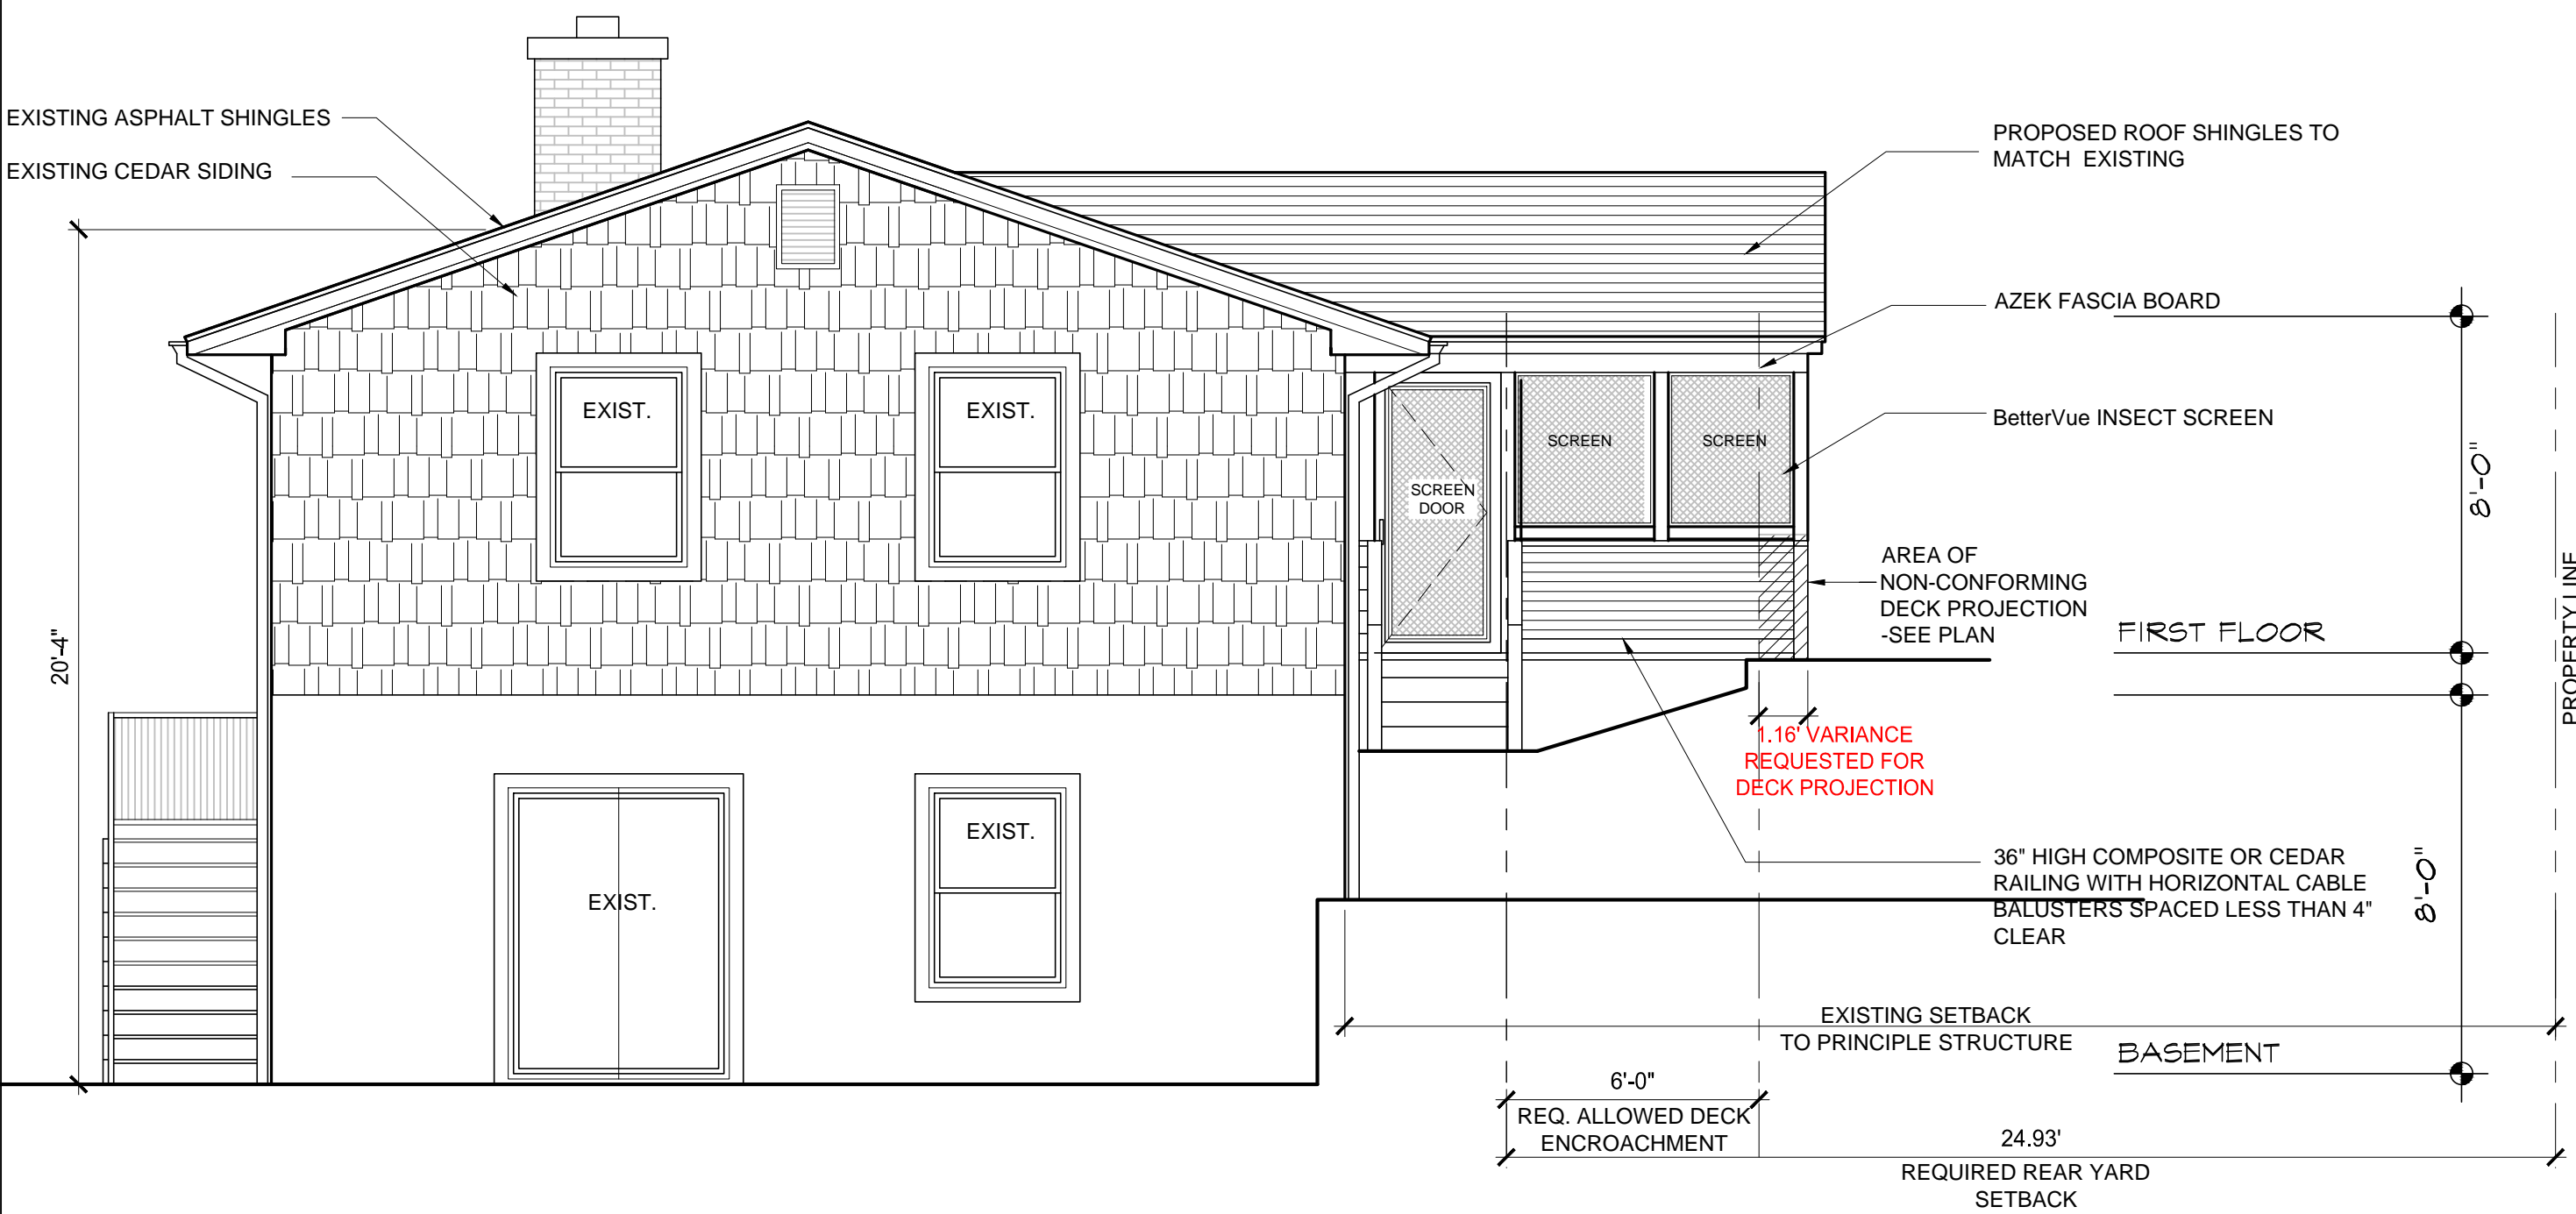 EXISTING ASPHALT SHINGLES
EXISTING CEDAR SIDING
PROPOSED ROOF SHINGLES TO
MATCH EXISTING
AZEK FASCIA BOARD
BetterVue INSECT SCREEN
EXIST.
EXIST.
SCREEN
SCREEN
SCREEN
DOOR
8'-0"
AREA OF
NON-CONFORMING
DECK PROJECTION
-SEE PLAN
FIRST FLOOR
PROPERTY LINE
20'-4"
1.16' VARIANCE
REQUESTED FOR
DECK PROJECTION
EXIST.
EXIST.
36" HIGH COMPOSITE OR CEDAR
RAILING WITH HORIZONTAL CABLE
BALUSTERS SPACED LESS THAN 4"
CLEAR
8'-0"
EXISTING SETBACK
TO PRINCIPLE STRUCTURE
BASEMENT
6'-0"
REQ. ALLOWED DECK
ENCROACHMENT
24.93'
REQUIRED REAR YARD
SETBACK